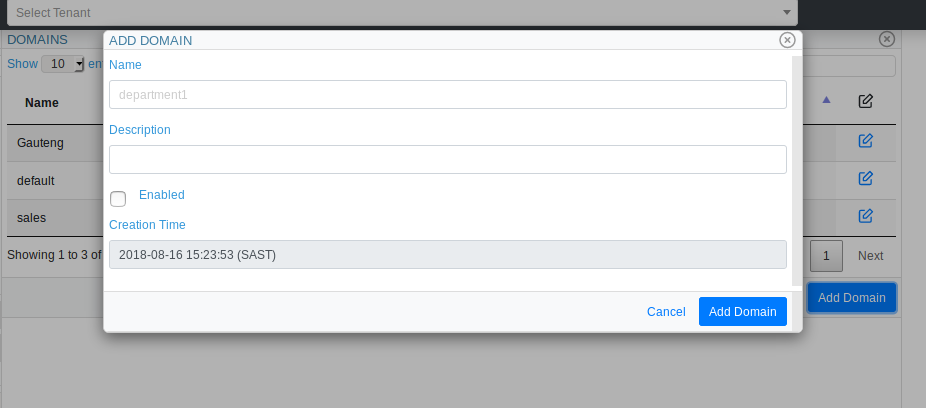 Select Tenant
DOMAINS
ADD DOMAIN
Show 10 en
Name
department1
Name
Description
Gauteng
default
Enabled
sales
Creation Time
2018-08-16 15:23:53 (SAST)
Showing 1 to 3 of
1 Next
Add Domain
Cancel Add Domain